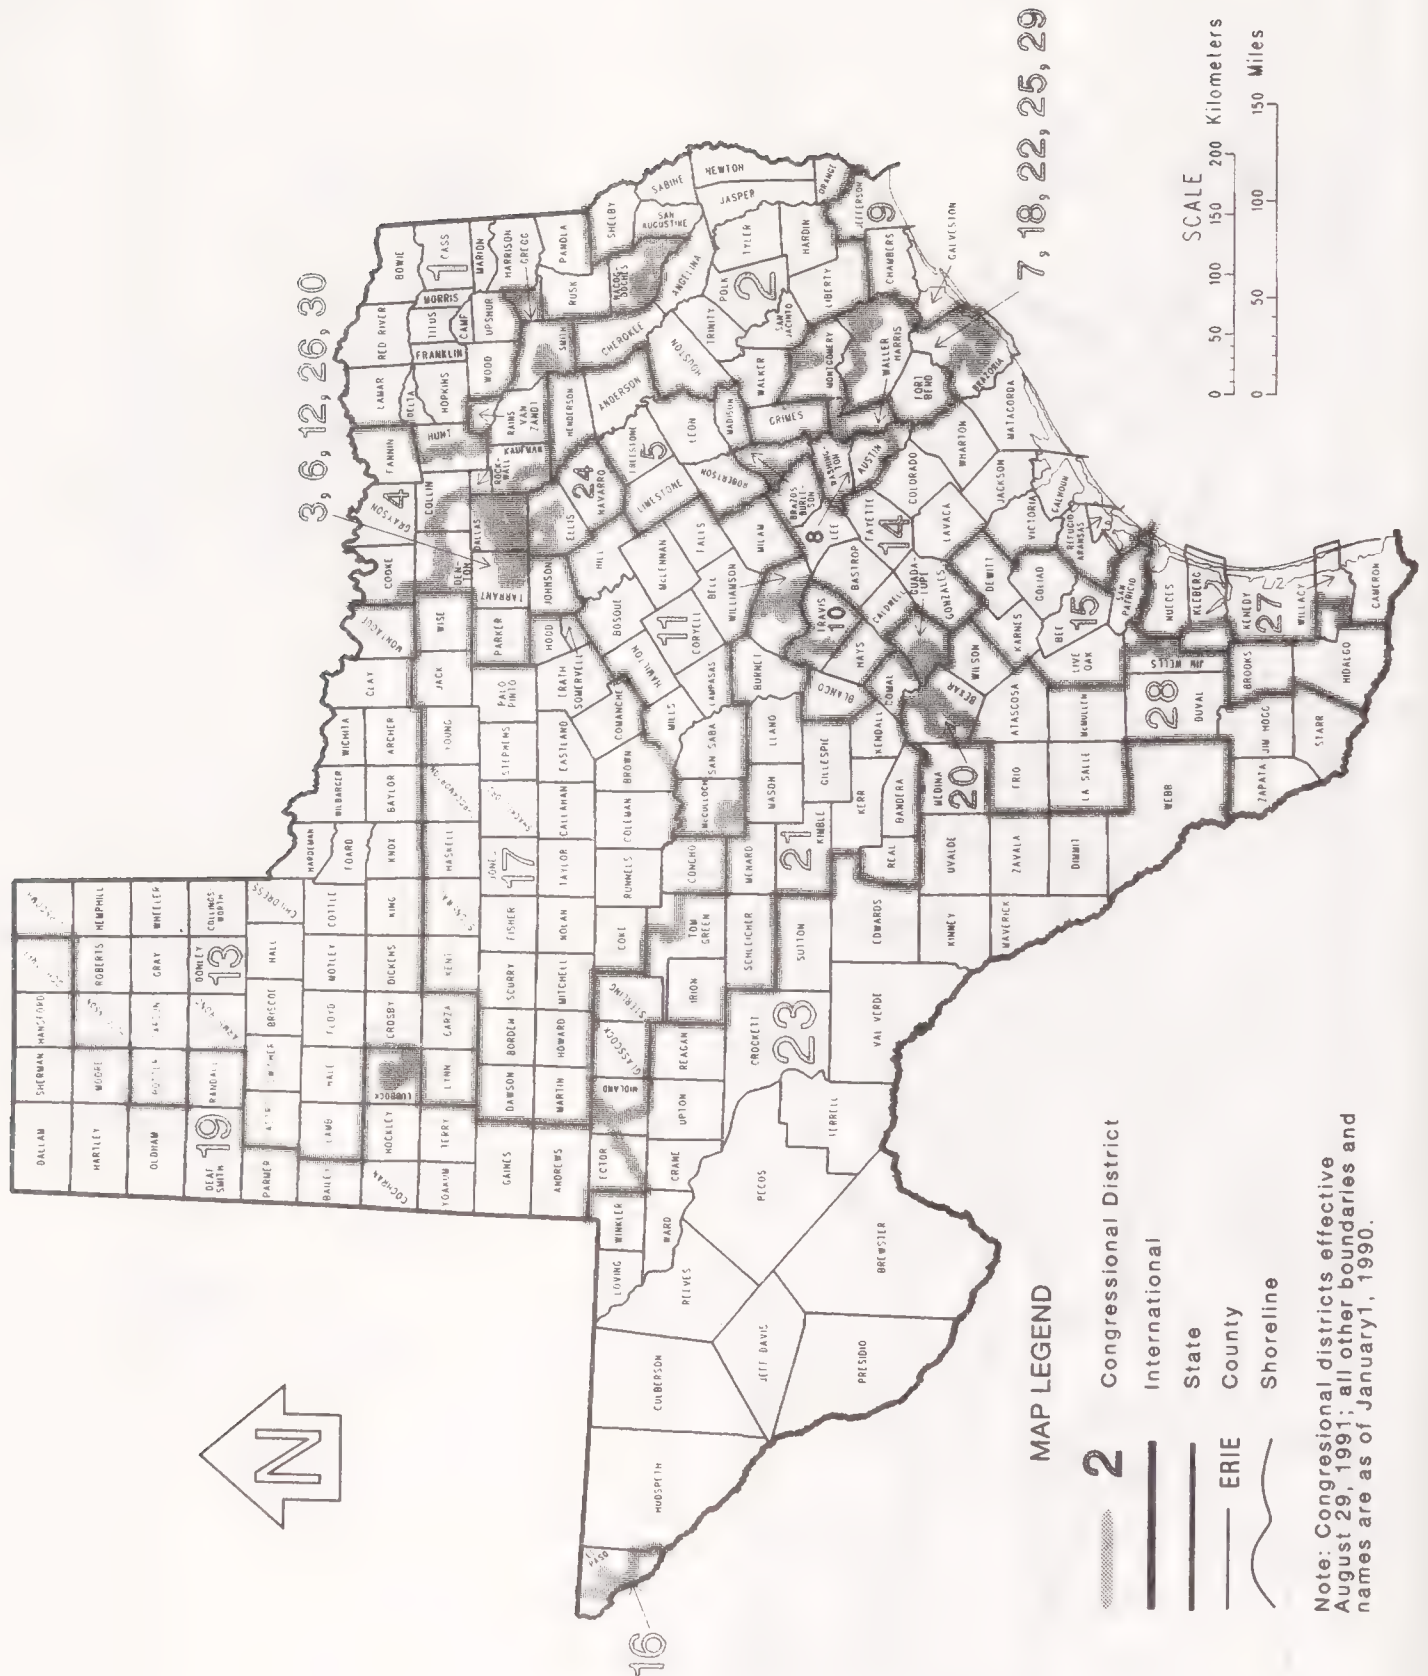 DALLAM
SHERMAN
HANSFORD
HARTLEY
MOORE
ROBERTS
HEMPHILL
OLDHAM
GRAY
WHEELER
DEAF SMITH
19
RANDALL
DONLEY
13
COLLINGSWORTH
PARMER
BRISCOE
HALL
CHILDRESS
BAILEY
LAMB
HALE
FLOYD
MOTLEY
COTTLE
HARDEMAN
FOARD
WILBARGER
WICHITA
CLAY
MONTAGUE
COOKE
GRAYSON
4
FANNIN
LAMAR
RED RIVER
BOWIE
COCHRAN
HOCKLEY
LUBBOCK
CROSBY
DICKENS
KING
KNOX
BAYLOR
ARCHER
JACK
WISE
DENTON
COLLIN
HUNT
DELTA
HOPKINS
FRANKLIN
TITUS
MORRIS
CAMP
1
CASS
MARION
YOAKUM
TERRY
LYNN
GARZA
KENT
HASKELL
YOUNG
PARKER
TARRANT
DALLAS
ROCKWALL
KAUFMAN
RAINS
VAN ZANDT
WOOD
UPSHUR
HARRISON
GREGG
3, 6, 12, 26, 30
GAINES
DAWSON
BORDEN
SCURRY
FISHER
JONES
17
STEPHENS
PALO PINTO
HOOD
JOHNSON
ELLIS
24
NAVARRO
HENDERSON
SMITH
RUSK
PANOLA
ANDREWS
MARTIN
HOWARD
MITCHELL
NOLAN
TAYLOR
CALLAHAN
EASTLAND
ERATH
SOMERVELL
HILL
FREESTONE
5
ANDERSON
CHEROKEE
NACOGDOCHES
SHELBY
LOVING
WINKLER
ECTOR
MIDLAND
GLASSCOCK
STERLING
COKE
RUNNELS
COLEMAN
BROWN
COMANCHE
HAMILTON
BOSQUE
McLENNAN
LIMESTONE
LEON
HOUSTON
ANGELINA
SAN AUGUSTINE
SABINE
EL PASO
16
HUDSPETH
CULBERSON
REEVES
WARD
CRANE
UPTON
REAGAN
IRION
TOM GREEN
CONCHO
McCULLOCH
SAN SABA
MILLS
LAMPASAS
CORYELL
11
BELL
FALLS
MILAM
ROBERTSON
MADISON
WALKER
TRINITY
POLK
2
TYLER
JASPER
NEWTON
JEFF DAVIS
PECOS
CROCKETT
23
SCHLEICHER
MENARD
MASON
LLANO
BURNET
WILLIAMSON
BURLESON
BRAZOS
GRIMES
MONTGOMERY
SAN JACINTO
LIBERTY
HARDIN
ORANGE
PRESIDIO
BREWSTER
TERRELL
SUTTON
KIMBLE
21
GILLESPIE
BLANCO
HAYS
TRAVIS
10
BASTROP
LEE
8
WASHINGTON
AUSTIN
WALLER
HARRIS
CHAMBERS
JEFFERSON
9
VAL VERDE
EDWARDS
REAL
KERR
BANDERA
KENDALL
COMAL
CALDWELL
FAYETTE
14
COLORADO
FORT BEND
BRAZORIA
GALVESTON
7, 18, 22, 25, 29
KINNEY
UVALDE
MEDINA
20
BEXAR
GUADALUPE
GONZALES
LAVACA
WHARTON
MATAGORDA
MAVERICK
ZAVALA
FRIO
ATASCOSA
WILSON
KARNES
DEWITT
VICTORIA
JACKSON
CALHOUN
DIMMIT
LA SALLE
McMULLEN
LIVE OAK
BEE
15
GOLIAD
REFUGIO
ARANSAS
SAN PATRICIO
WEBB
28
DUVAL
JIM WELLS
NUECES
KLEBERG
ZAPATA
JIM HOGG
BROOKS
KENEDY
27
STARR
HIDALGO
WILLACY
CAMERON
N
MAP LEGEND
2 Congressional District
International
State
ERIE County
Shoreline
SCALE
0 50 100 150 200 Kilometers
0 50 100 150 Miles
Note: Congresional districts effective
August 29, 1991; all other boundaries and
names are as of January1, 1990.